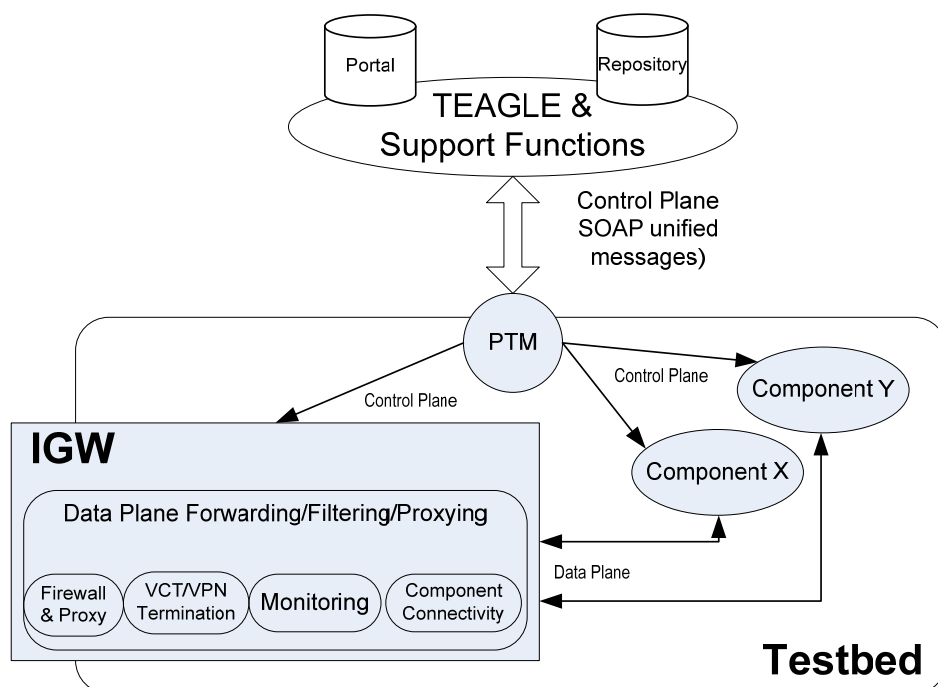 Portal
Repository
TEAGLE &
Support Functions
Control Plane
SOAP unified
messages)
PTM
Control Plane
Control Plane
Component Y
Component X
IGW
Data Plane Forwarding/Filtering/Proxying
Firewall
& Proxy
VCT/VPN
Termination
Monitoring
Component
Connectivity
Data Plane
Testbed